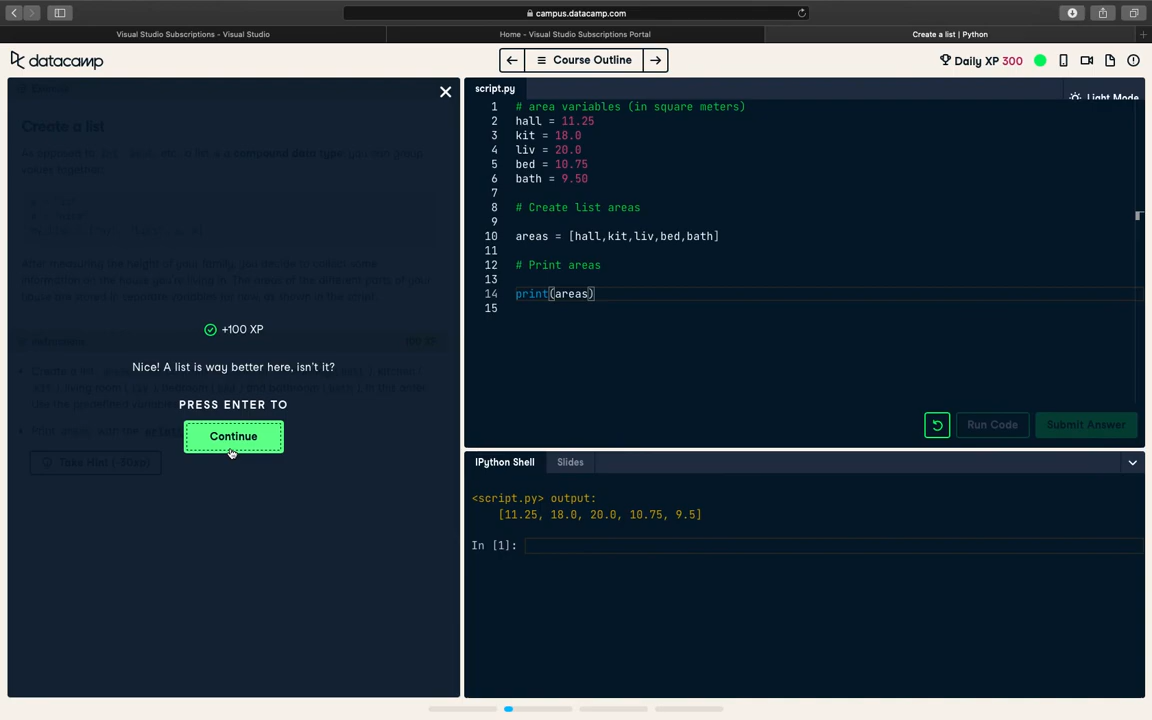 campus.datacamp.com
Visual Studio Subscriptions - Visual Studio
Home - Visual Studio Subscriptions Portal
Create a list | Python
datacamp
Course Outline
Daily XP 300
Create a list
+100 XP
Nice! A list is way better here, isn't it?
PRESS ENTER TO
Continue
Take Hint (-30xp)
script.py
Light Mode
1 # area variables (in square meters)
2 hall = 11.25
3 kit = 18.0
4 liv = 20.0
5 bed = 10.75
6 bath = 9.50
7
8 # Create list areas
9
10 areas = [hall,kit,liv,bed,bath]
11
12 # Print areas
13
14 print(areas)
15
Run Code
Submit Answer
IPython Shell
Slides
<script.py> output:
[11.25, 18.0, 20.0, 10.75, 9.5]
In [1]: